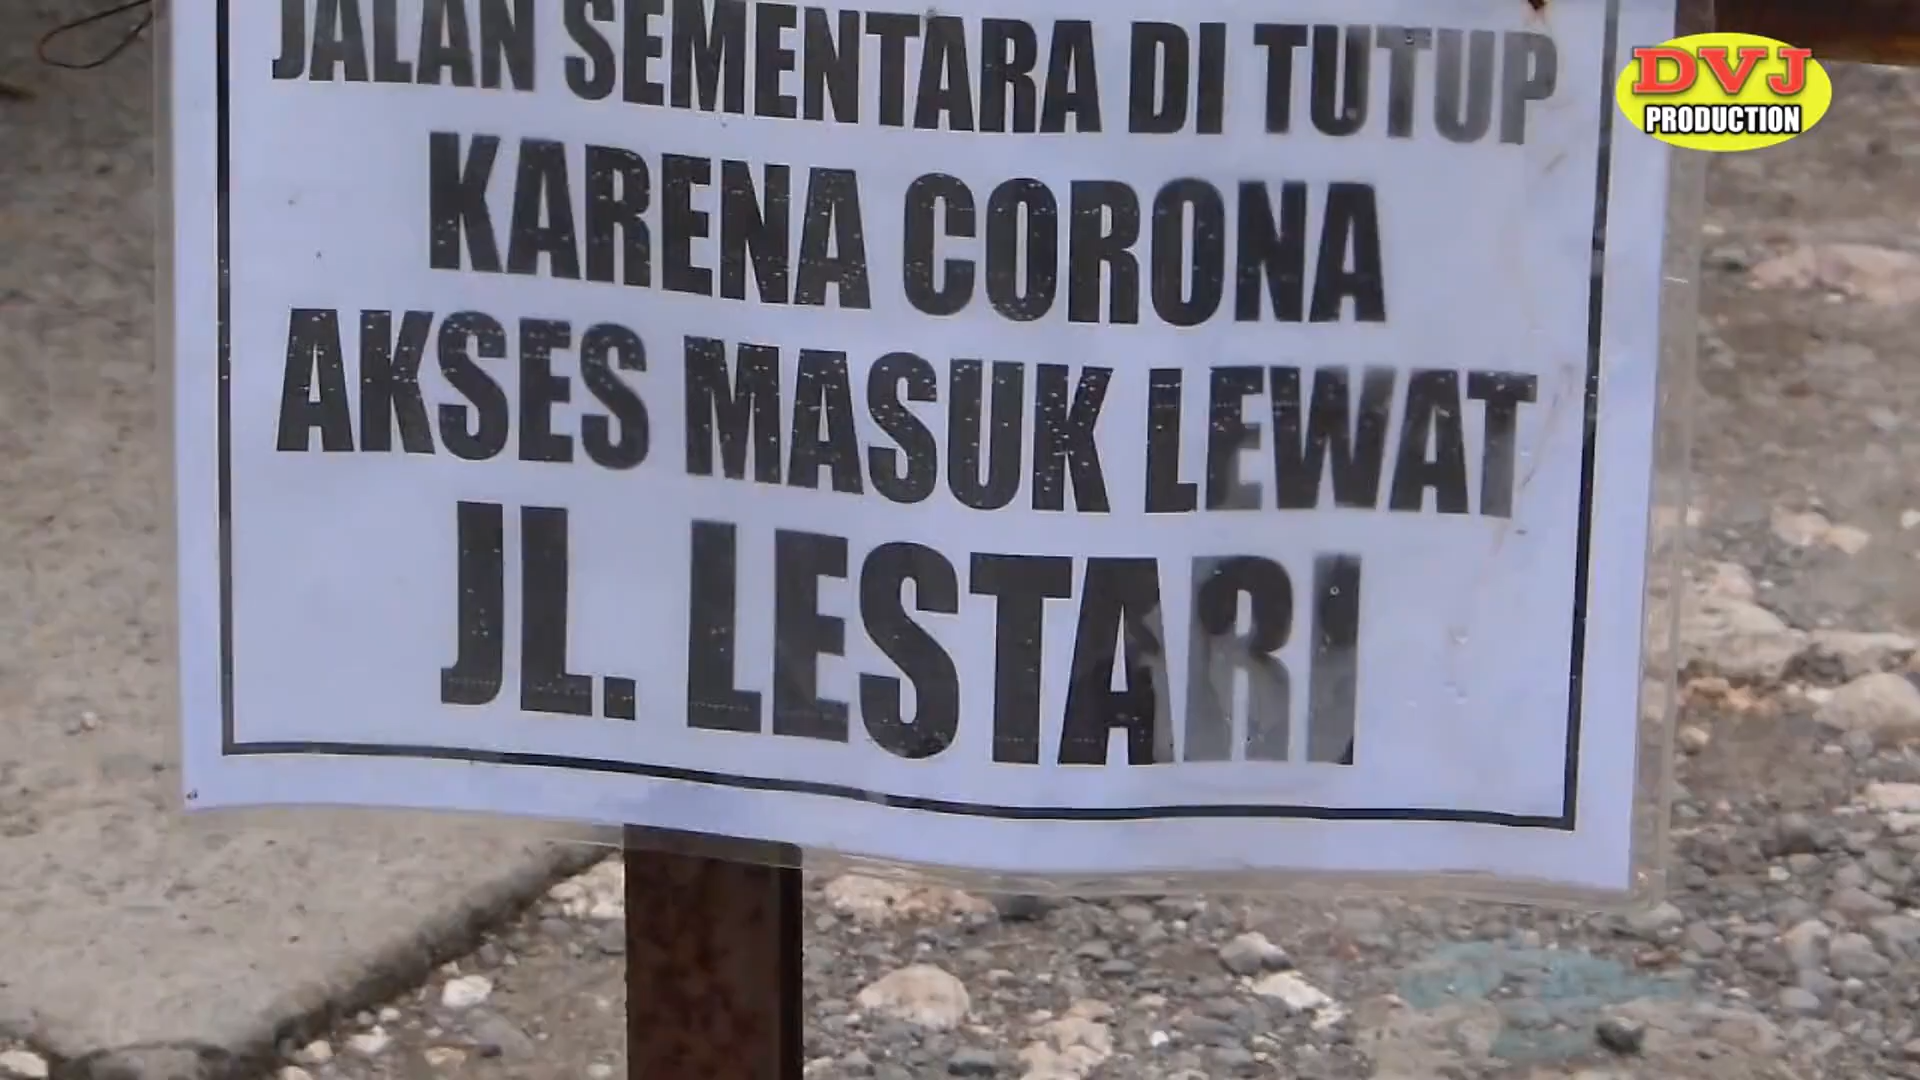 JALAN SEMENTARA DI TUTUP
KARENA CORONA
AKSES MASUK LEWAT
JL. LESTARI
DVJ
PRODUCTION